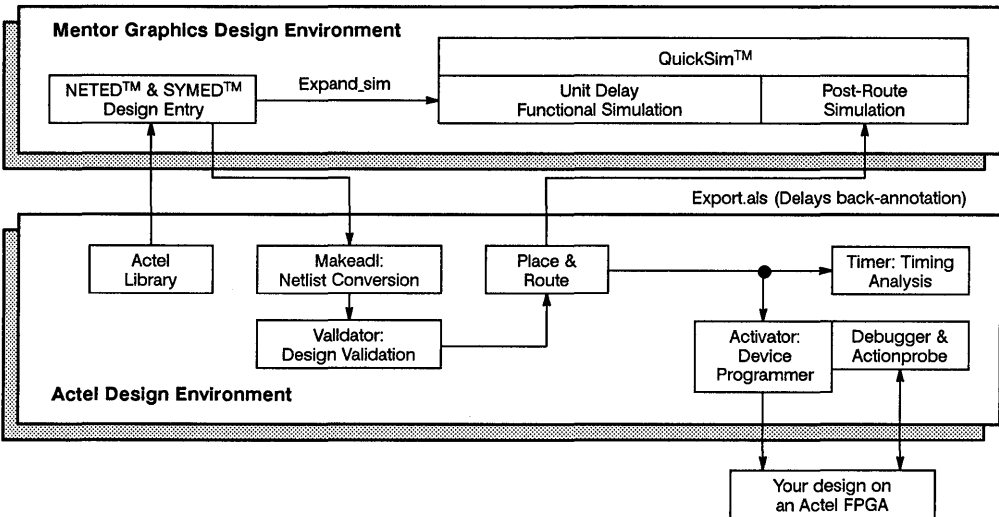 Mentor Graphics Design Environment
QuickSim™
NETED™ & SYMED™
Design Entry
Expand_sim
Unit Delay
Functional Simulation
Post-Route
Simulation
Export.als (Delays back-annotation)
Actel
Library
Makeadl:
Netlist Conversion
Place &
Route
Timer: Timing
Analysis
Valldator:
Design Validation
Activator:
Device
Programmer
Debugger &
Actionprobe
Actel Design Environment
Your design on
an Actel FPGA